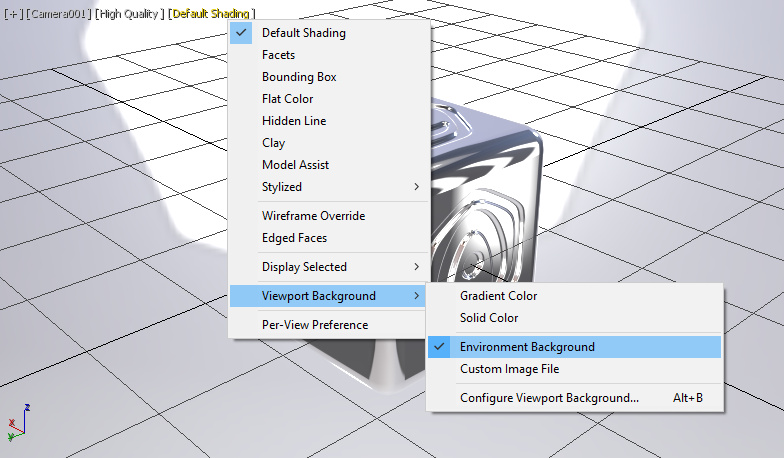 [+] [Camera001] [High Quality ] [Default Shading ]
Default Shading
Facets
Bounding Box
Flat Color
Hidden Line
Clay
Model Assist
Stylized
Wireframe Override
Edged Faces
Display Selected
Viewport Background
Per-View Preference
Gradient Color
Solid Color
Environment Background
Custom Image File
Configure Viewport Background... Alt+B
z
x
y